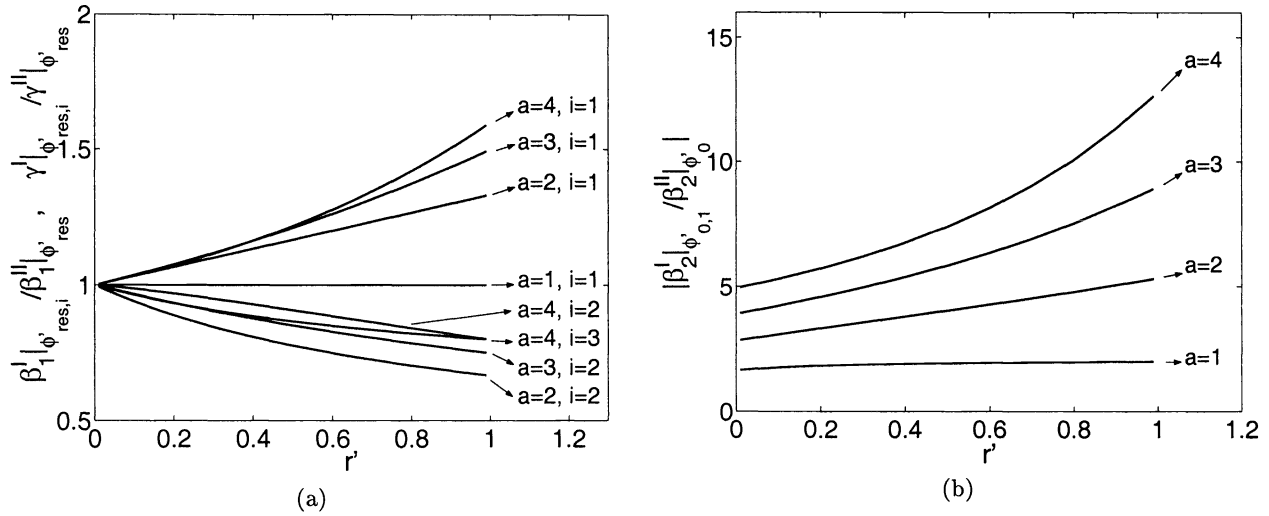 2
1.5
1
0.5
0
0.2
0.4
0.6
0.8
1
1.2
r'
β₁ᴵ|φ'res,i /β₁ᴵᴵ|φ'res , γᴵ|φ'res,i /γᴵᴵ|φ'res
a=4, i=1
a=3, i=1
a=2, i=1
a=1, i=1
a=4, i=2
a=4, i=3
a=3, i=2
a=2, i=2
(a)
15
10
5
0
0
0.2
0.4
0.6
0.8
1
1.2
r'
|β₂ᴵ|φ'0,1 /β₂ᴵᴵ|φ'0 |
a=4
a=3
a=2
a=1
(b)